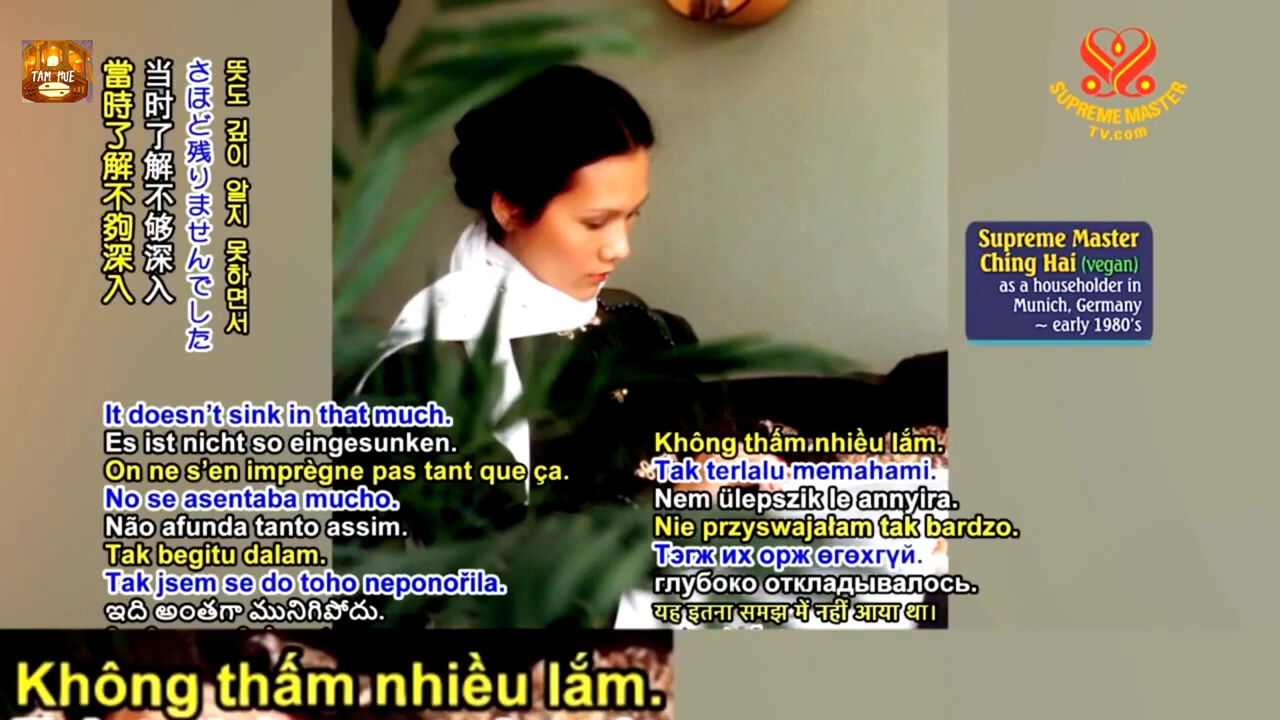 TÂM HUỆ
當時了解不夠深入
当时了解不够深入
さほど残りませんでした
뜻도 깊이 알지 못하면서
SUPREME MASTER
TV.com
Supreme Master
Ching Hai (vegan)
as a householder in
Munich, Germany
~ early 1980's
It doesn't sink in that much.
Es ist nicht so eingesunken.
On ne s'en imprègne pas tant que ça.
No se asentaba mucho.
Não afunda tanto assim.
Tak begitu dalam.
Tak jsem se do toho neponořila.
ఇది అంతగా మునిగిపోదు.
Không thấm nhiều lắm.
Tak terlalu memahami.
Nem ülepszik le annyira.
Nie przyswajałam tak bardzo.
Тэгж их орж өгөхгүй.
глубоко откладывалось.
यह इतना समझ में नहीं आया था।
Không thấm nhiều lắm.